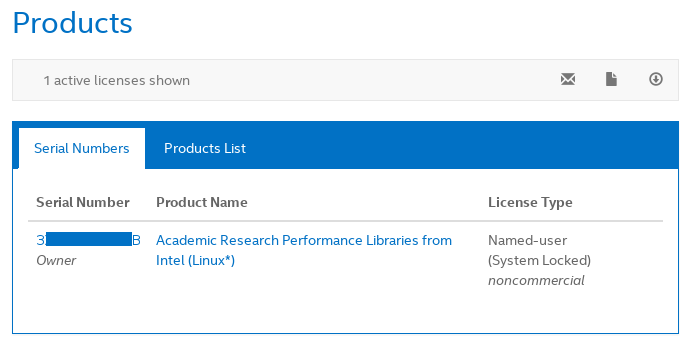 Products
1 active licenses shown
Serial Numbers Products List
Serial Number Product Name License Type
3 B Academic Research Performance Libraries from Named-user
Owner Intel (Linux*) (System Locked)
noncommercial